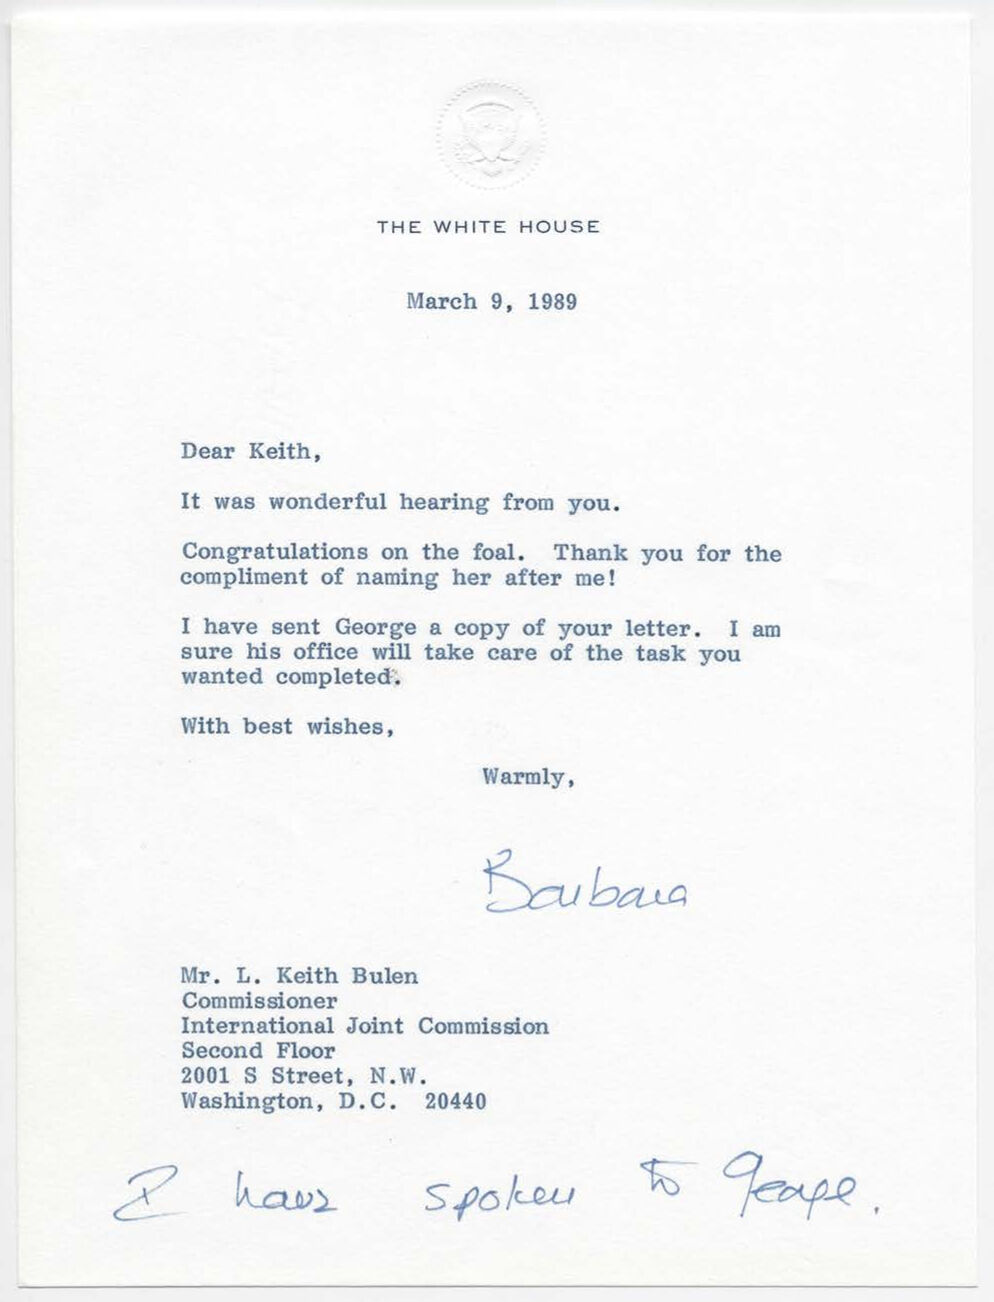 THE WHITE HOUSE
March 9, 1989
Dear Keith,
It was wonderful hearing from you.
Congratulations on the foal. Thank you for the
compliment of naming her after me!
I have sent George a copy of your letter. I am
sure his office will take care of the task you
wanted completed.
With best wishes,
Warmly,
Barbara
Mr. L. Keith Bulen
Commissioner
International Joint Commission
Second Floor
2001 S Street, N.W.
Washington, D.C. 20440
I have spoken to George.